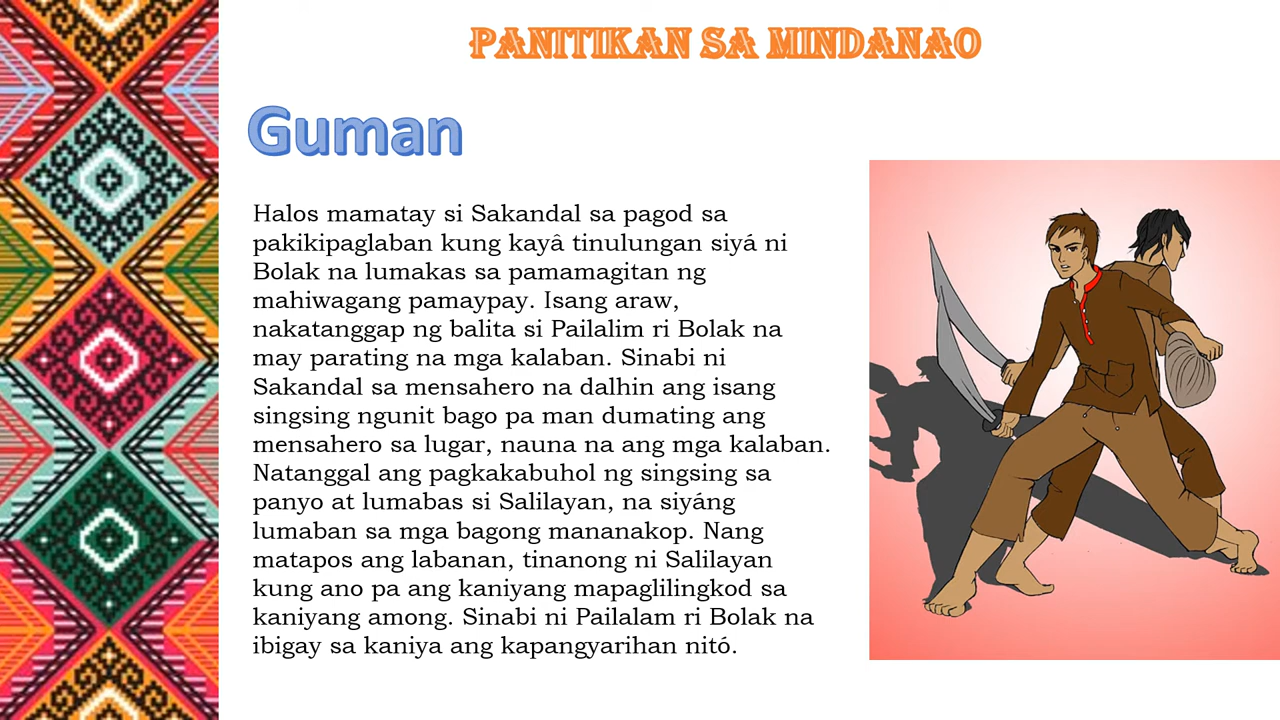 PANITIKAN SA MINDANAO
Guman
Halos mamatay si Sakandal sa pagod sa
pakikipaglaban kung kayâ tinulungan siyá ni
Bolak na lumakas sa pamamagitan ng
mahiwagang pamaypay. Isang araw,
nakatanggap ng balita si Pailalim ri Bolak na
may parating na mga kalaban. Sinabi ni
Sakandal sa mensahero na dalhin ang isang
singsing ngunit bago pa man dumating ang
mensahero sa lugar, nauna na ang mga kalaban.
Natanggal ang pagkakabuhol ng singsing sa
panyo at lumabas si Salilayan, na siyáng
lumaban sa mga bagong mananakop. Nang
matapos ang labanan, tinanong ni Salilayan
kung ano pa ang kaniyang mapaglilingkod sa
kaniyang among. Sinabi ni Pailalam ri Bolak na
ibigay sa kaniya ang kapangyarihan nitó.